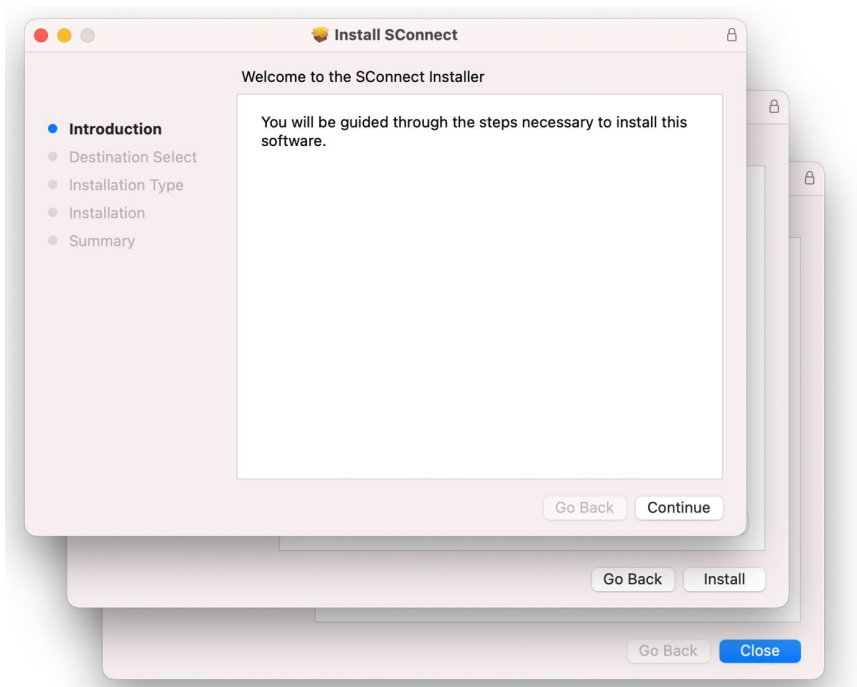 Install SConnect
Welcome to the SConnect Installer
Introduction
Destination Select
Installation Type
Installation
Summary
You will be guided through the steps necessary to install this
software.
Go Back
Continue
Go Back
Install
Go Back
Close